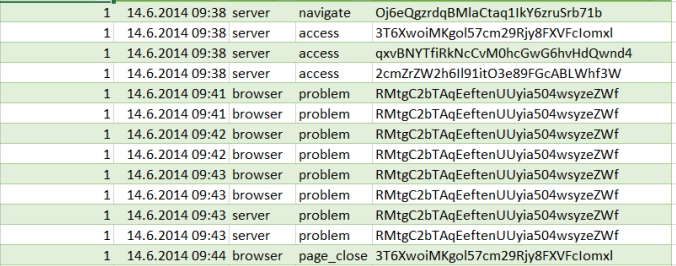 1 14.6.2014 09:38 server navigate Oj6eQgzrdqBMlaCtaq1IkY6zruSrb71b
1 14.6.2014 09:38 server access 3T6XwoiMKgol57cm29Rjy8FXVFcIomxl
1 14.6.2014 09:38 server access qxvBNYTfiRkNcCvM0hcGwG6hvHdQwnd4
1 14.6.2014 09:38 server access 2cmZrZW2h6Il91itO3e89FGcABLWhf3W
1 14.6.2014 09:41 browser problem RMtgC2bTAqEeftenUUyia504wsyzeZWf
1 14.6.2014 09:41 browser problem RMtgC2bTAqEeftenUUyia504wsyzeZWf
1 14.6.2014 09:42 browser problem RMtgC2bTAqEeftenUUyia504wsyzeZWf
1 14.6.2014 09:42 browser problem RMtgC2bTAqEeftenUUyia504wsyzeZWf
1 14.6.2014 09:43 browser problem RMtgC2bTAqEeftenUUyia504wsyzeZWf
1 14.6.2014 09:43 browser problem RMtgC2bTAqEeftenUUyia504wsyzeZWf
1 14.6.2014 09:43 server problem RMtgC2bTAqEeftenUUyia504wsyzeZWf
1 14.6.2014 09:43 server problem RMtgC2bTAqEeftenUUyia504wsyzeZWf
1 14.6.2014 09:44 browser page_close 3T6XwoiMKgol57cm29Rjy8FXVFcIomxl